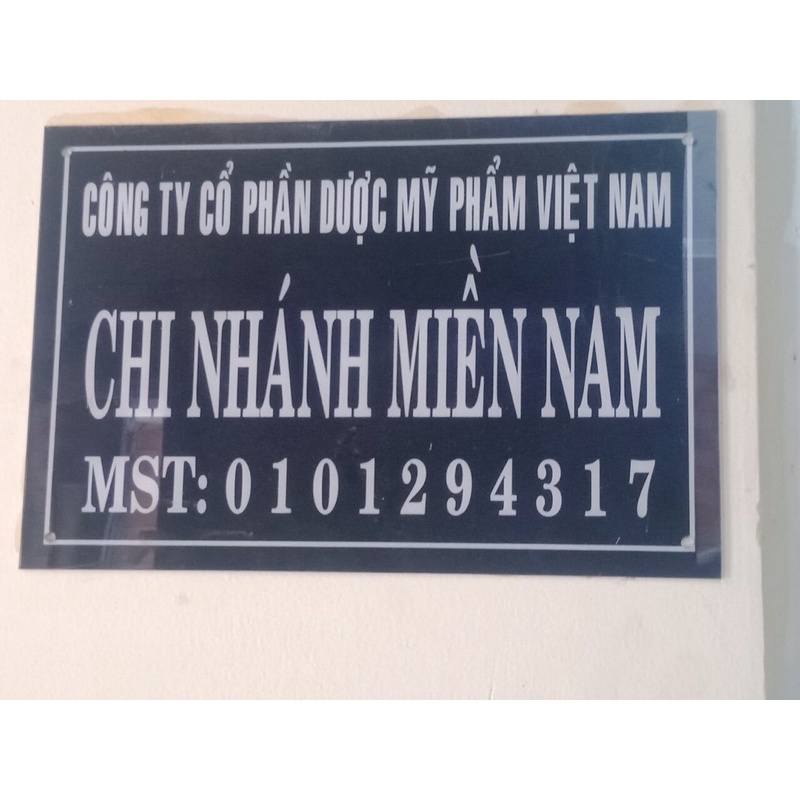 CÔNG TY CỔ PHẦN DƯỢC MỸ PHẨM VIỆT NAM
CHI NHÁNH MIỀN NAM
MST: 0101294317